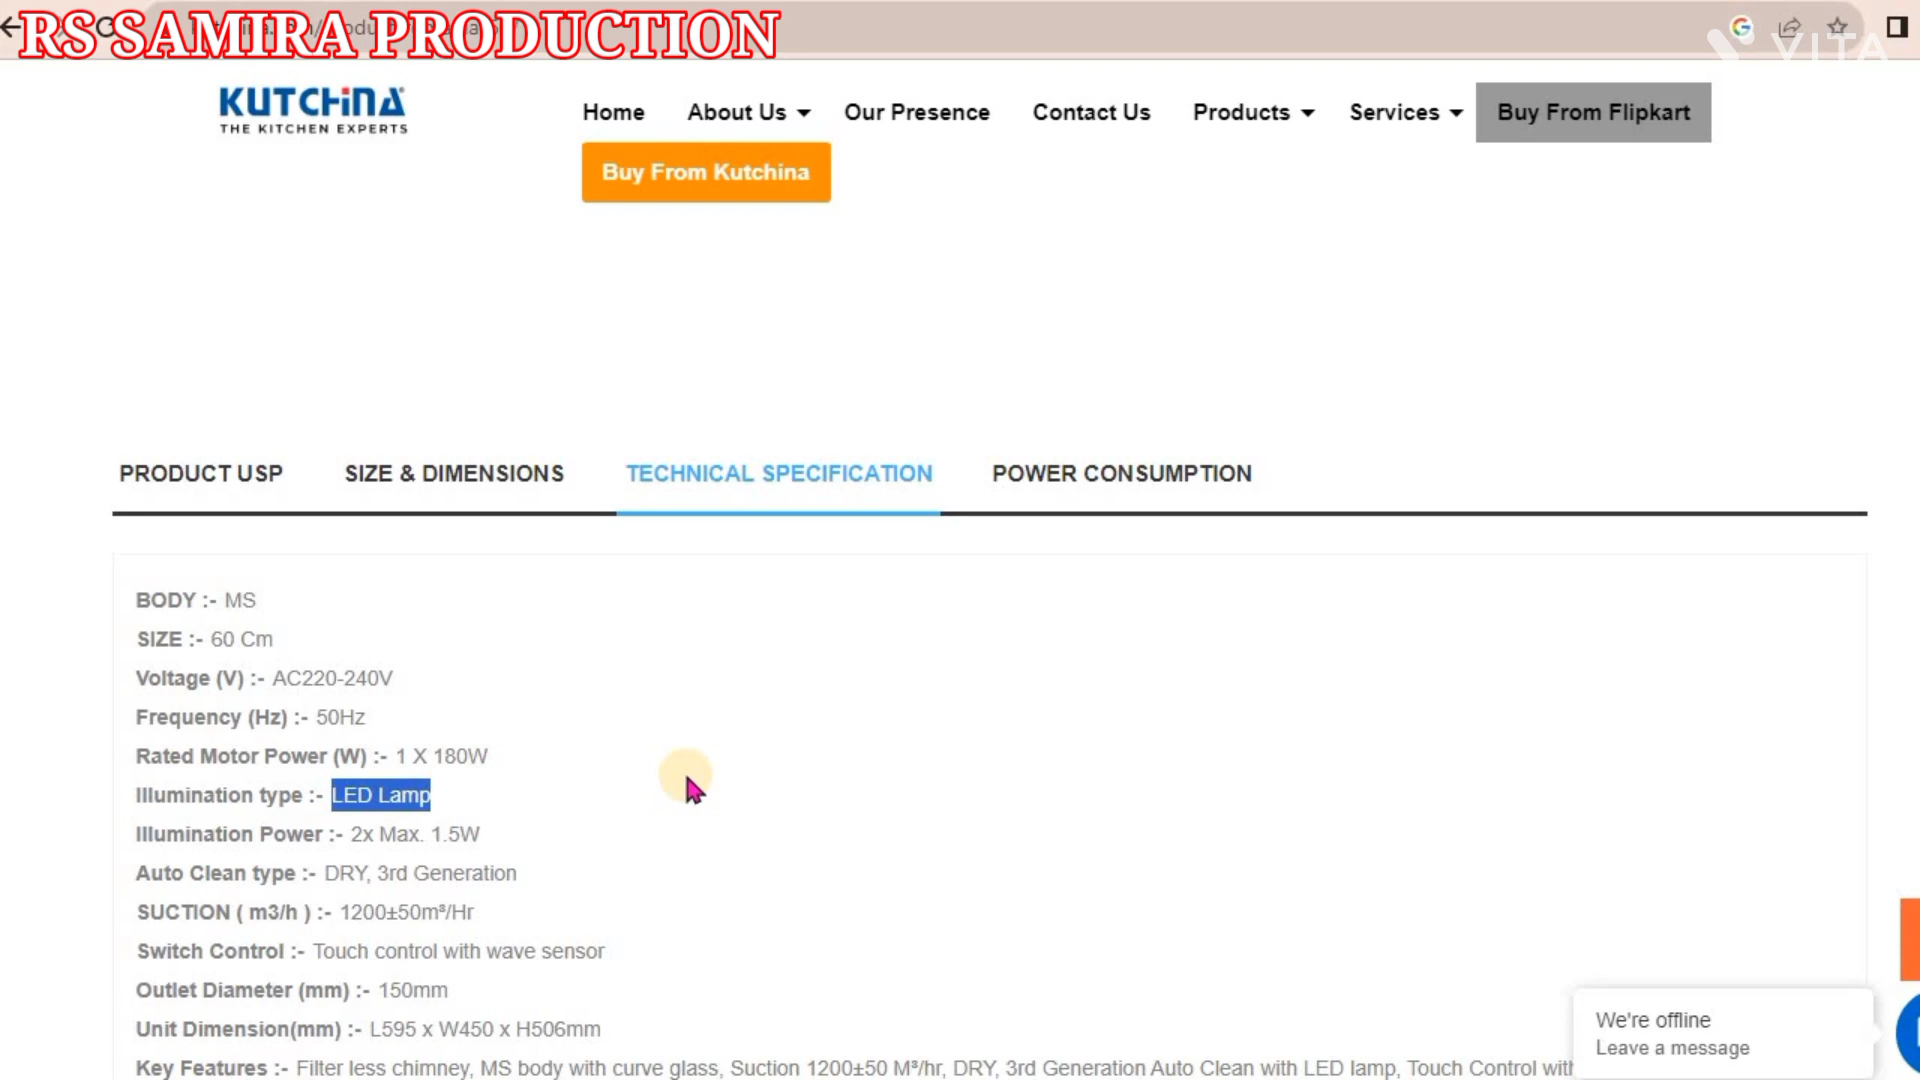 RS SAMIRA PRODUCTION
VITA
KUTCHINA
THE KITCHEN EXPERTS
Home About Us Our Presence Contact Us Products Services Buy From Flipkart
Buy From Kutchina
PRODUCT USP SIZE & DIMENSIONS TECHNICAL SPECIFICATION POWER CONSUMPTION
BODY :- MS
SIZE :- 60 Cm
Voltage (V) :- AC220-240V
Frequency (Hz) :- 50Hz
Rated Motor Power (W) :- 1 X 180W
Illumination type :- LED Lamp
Illumination Power :- 2x Max. 1.5W
Auto Clean type :- DRY, 3rd Generation
SUCTION ( m3/h ) :- 1200±50m³/Hr
Switch Control :- Touch control with wave sensor
Outlet Diameter (mm) :- 150mm
Unit Dimension(mm) :- L595 x W450 x H506mm
Key Features :- Filter less chimney, MS body with curve glass, Suction 1200±50 M³/hr, DRY, 3rd Generation Auto Clean with LED lamp, Touch Control with
We're offline
Leave a message